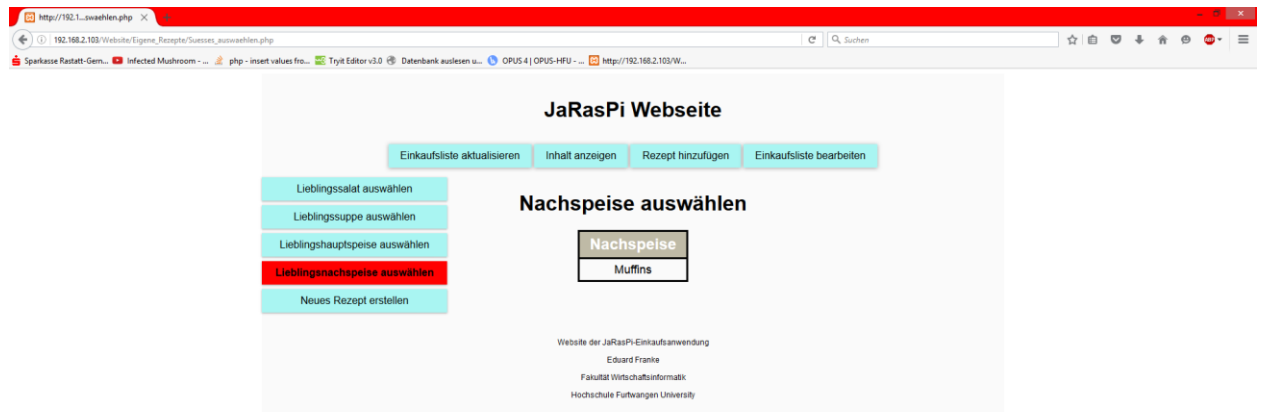 http://192.1...swaehlen.php
192.168.2.103/Website/Eigene_Rezepte/Suesses_auswaehlen.php
Suchen
Sparkasse Rastatt-Gern... Infected Mushroom - ... php - insert values fro... Tryit Editor v3.0 Datenbank auslesen u... OPUS 4 | OPUS-HFU - ... http://192.168.2.103/W...
JaRasPi Webseite
Einkaufsliste aktualisieren Inhalt anzeigen Rezept hinzufügen Einkaufsliste bearbeiten
Lieblingssalat auswählen
Lieblingssuppe auswählen
Lieblingshauptspeise auswählen
Lieblingsnachspeise auswählen
Neues Rezept erstellen
Nachspeise auswählen
Nachspeise
Muffins
Website der JaRasPi-Einkaufsanwendung
Eduard Franke
Fakultät Wirtschaftsinformatik
Hochschule Furtwangen University